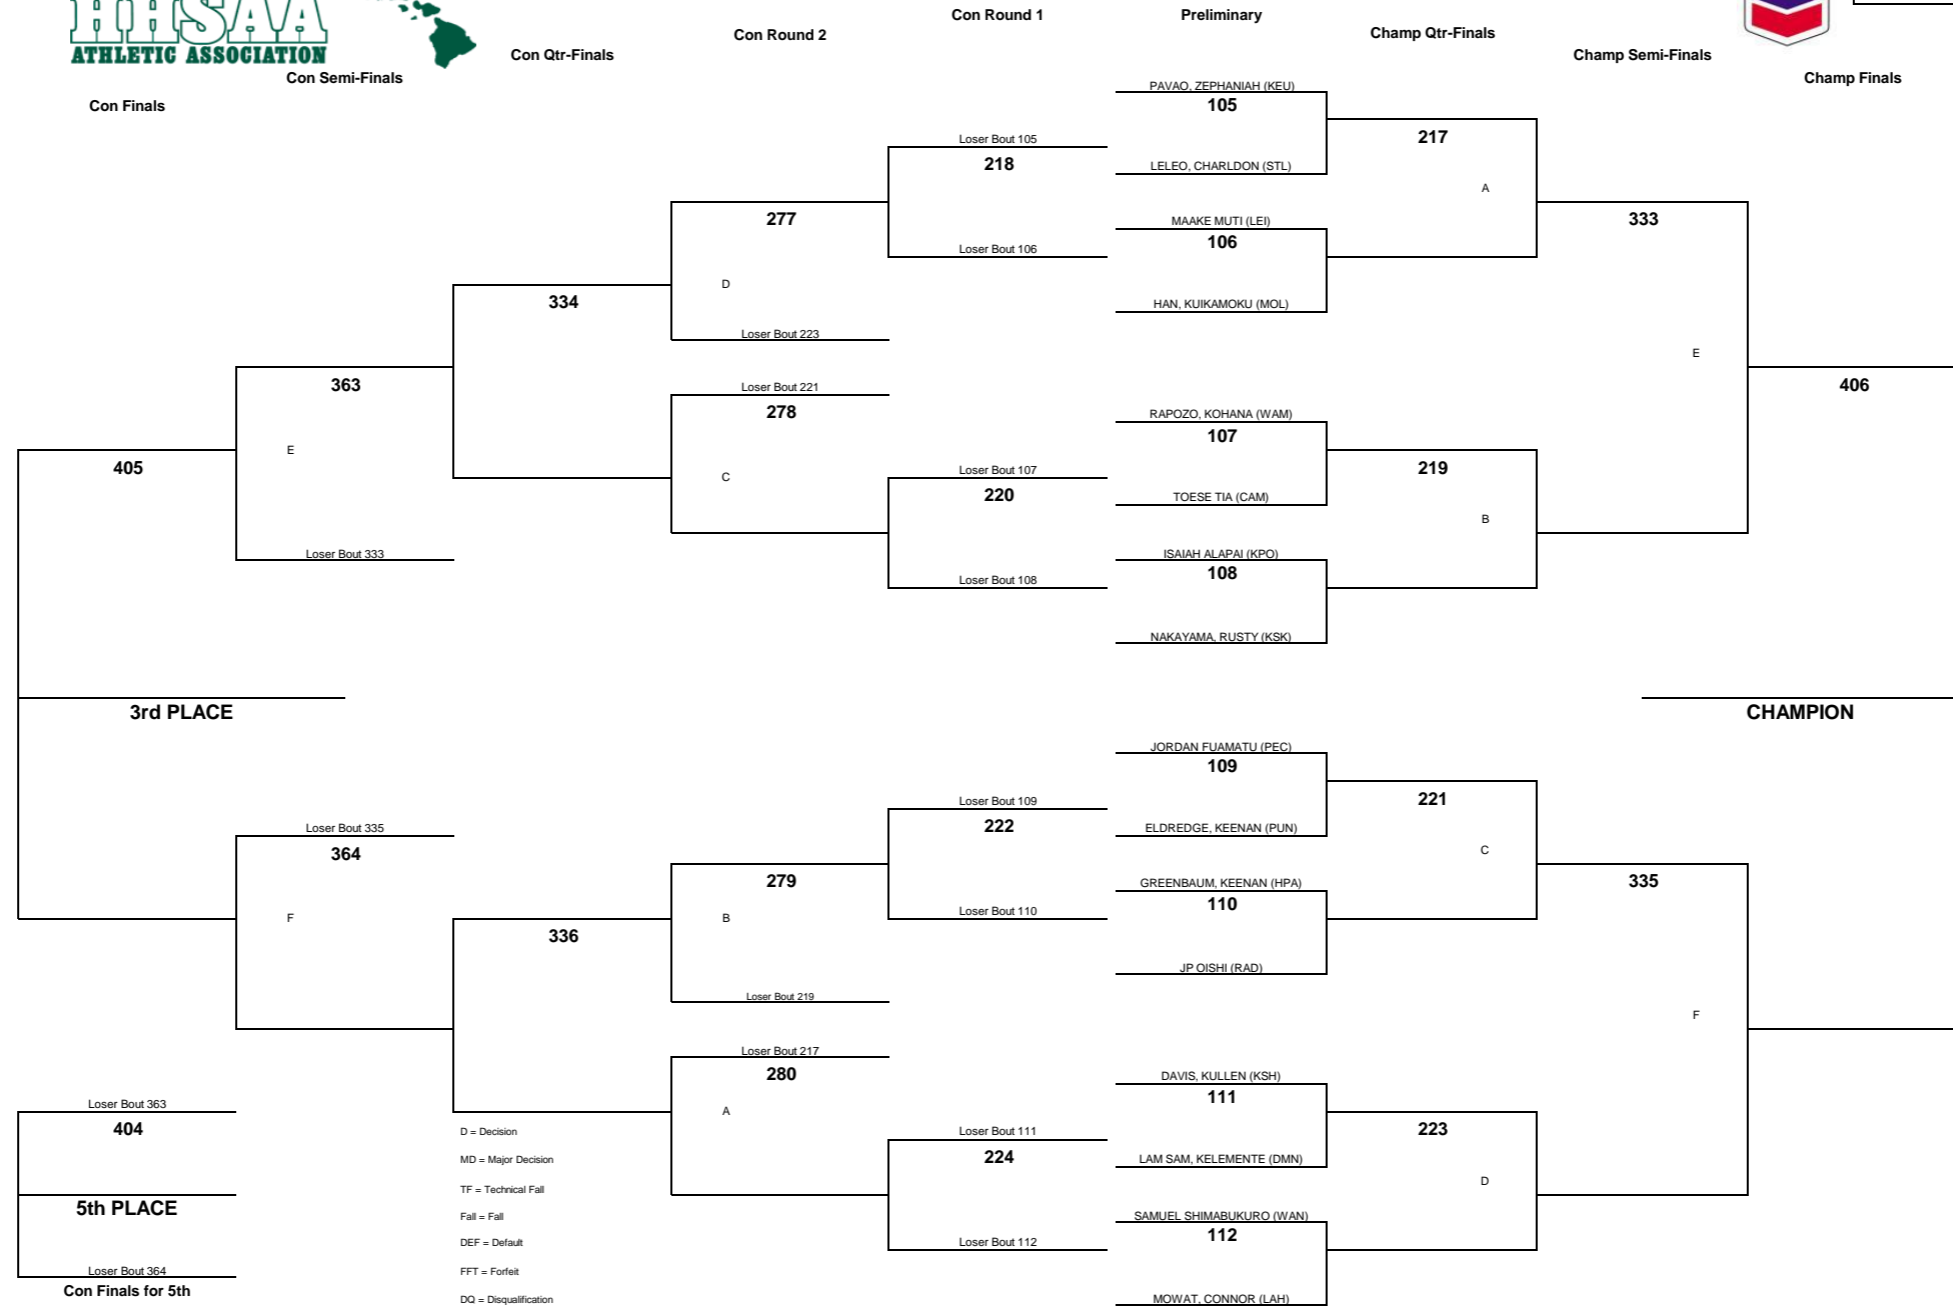 HHSAA
ATHLETIC ASSOCIATION
Con Finals
Con Semi-Finals
Con Qtr-Finals
Con Round 2
Con Round 1
Preliminary
Champ Qtr-Finals
Champ Semi-Finals
Champ Finals
PAVAO, ZEPHANIAH (KEU)
105
217
Loser Bout 105
218
LELEO, CHARLDON (STL)
A
277
MAAKE MUTI (LEI)
333
106
Loser Bout 106
D
334
HAN, KUIKAMOKU (MOL)
Loser Bout 223
E
363
Loser Bout 221
406
278
RAPOZO, KOHANA (WAM)
107
E
405
Loser Bout 107
219
C
220
TOESE TIA (CAM)
B
Loser Bout 333
ISAIAH ALAPAI (KPO)
108
Loser Bout 108
NAKAYAMA, RUSTY (KSK)
3rd PLACE
CHAMPION
JORDAN FUAMATU (PEC)
109
Loser Bout 109
221
Loser Bout 335
222
ELDREDGE, KEENAN (PUN)
364
C
279
GREENBAUM, KEENAN (HPA)
335
110
F
B
Loser Bout 110
336
JP OISHI (RAD)
Loser Bout 219
F
Loser Bout 217
280
DAVIS, KULLEN (KSH)
111
Loser Bout 363
A
404
D = Decision
Loser Bout 111
223
MD = Major Decision
224
LAM SAM, KELEMENTE (DMN)
TF = Technical Fall
D
5th PLACE
Fall = Fall
SAMUEL SHIMABUKURO (WAN)
112
DEF = Default
Loser Bout 112
Loser Bout 364
FFT = Forfeit
Con Finals for 5th
DQ = Disqualification
MOWAT, CONNOR (LAH)